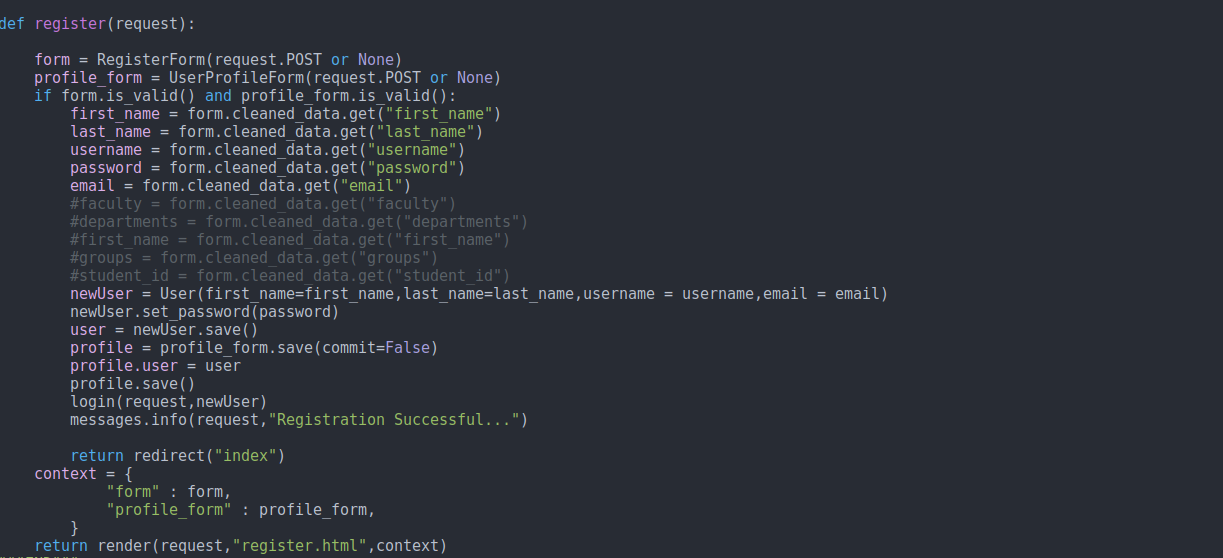 def register(request):
form = RegisterForm(request.POST or None)
profile_form = UserProfileForm(request.POST or None)
if form.is_valid() and profile_form.is_valid():
first_name = form.cleaned_data.get("first_name")
last_name = form.cleaned_data.get("last_name")
username = form.cleaned_data.get("username")
password = form.cleaned_data.get("password")
email = form.cleaned_data.get("email")
#faculty = form.cleaned_data.get("faculty")
#departments = form.cleaned_data.get("departments")
#first_name = form.cleaned_data.get("first_name")
#groups = form.cleaned_data.get("groups")
#student_id = form.cleaned_data.get("student_id")
newUser = User(first_name=first_name,last_name=last_name,username = username,email = email)
newUser.set_password(password)
user = newUser.save()
profile = profile_form.save(commit=False)
profile.user = user
profile.save()
login(request,newUser)
messages.info(request,"Registration Successful...")
return redirect("index")
context = {
"form" : form,
"profile_form" : profile_form,
}
return render(request,"register.html",context)